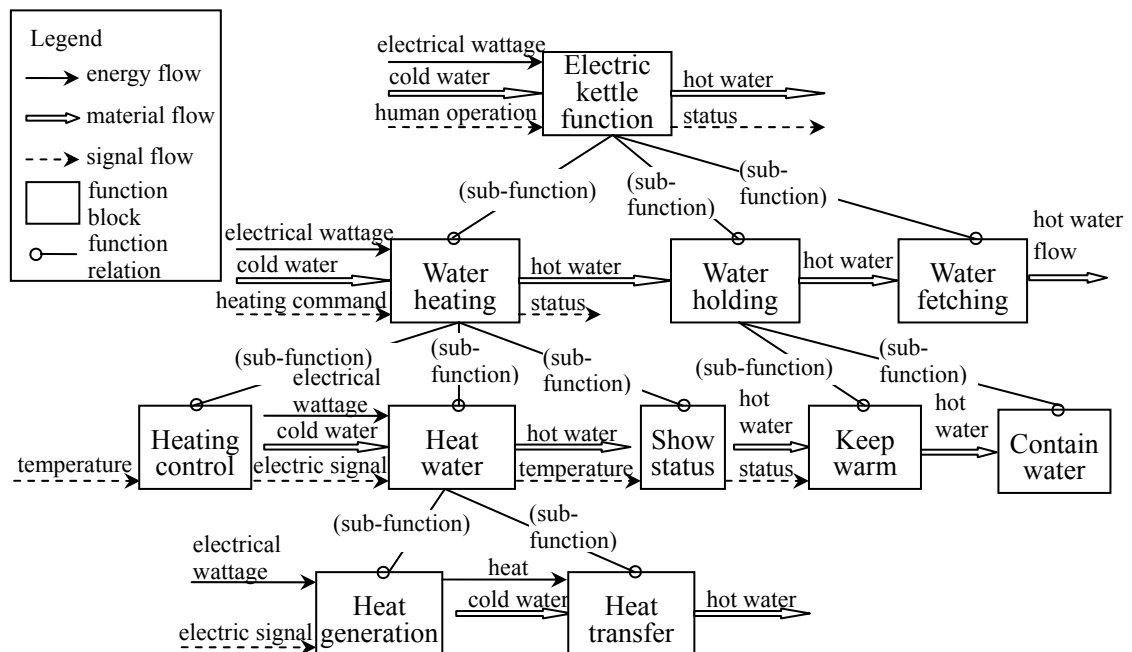 Legend
energy flow
material flow
signal flow
function
block
function
relation
electrical wattage
cold water
human operation
Electric
kettle
function
hot water
status
(sub-function)
(sub-
function)
(sub-
function)
electrical wattage
cold water
heating command
Water
heating
hot water
status
Water
holding
hot water
Water
fetching
hot water
flow
(sub-function)
(sub-
function)
(sub-
function)
(sub-function)
(sub-
function)
temperature
Heating
control
electrical
wattage
cold water
electric signal
Heat
water
hot water
temperature
Show
status
hot
water
status
Keep
warm
hot
water
Contain
water
(sub-function)
(sub-
function)
electrical
wattage
electric signal
Heat
generation
heat
cold water
Heat
transfer
hot water